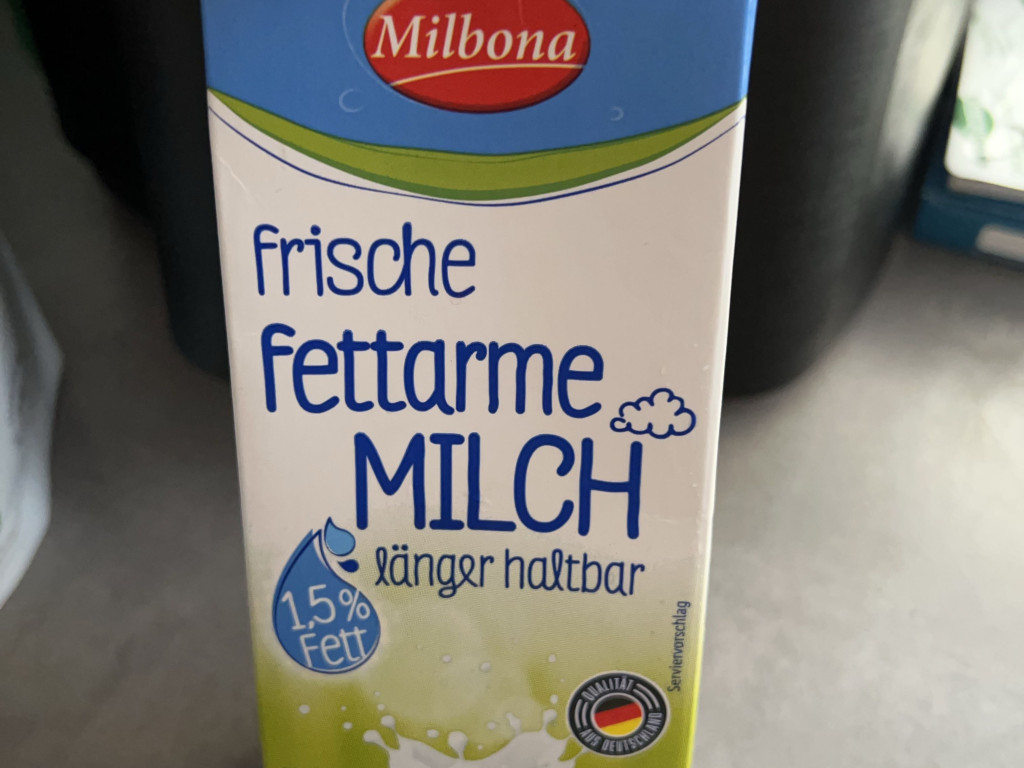 Milbona
frische
fettarme
MILCH
länger haltbar
1,5%
Fett
Serviervorschlag
QUALITÄT
AUS DEUTSCHLAND